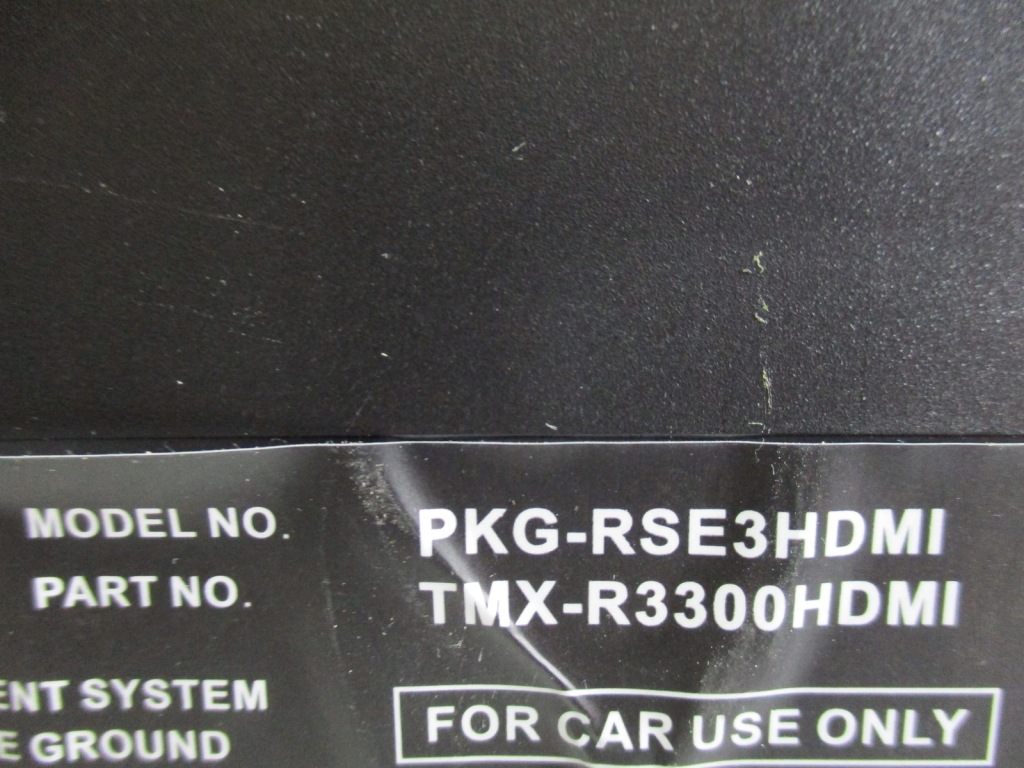 MODEL NO. PKG-RSE3HDMI
PART NO. TMX-R3300HDMI
ENT SYSTEM
E GROUND
FOR CAR USE ONLY